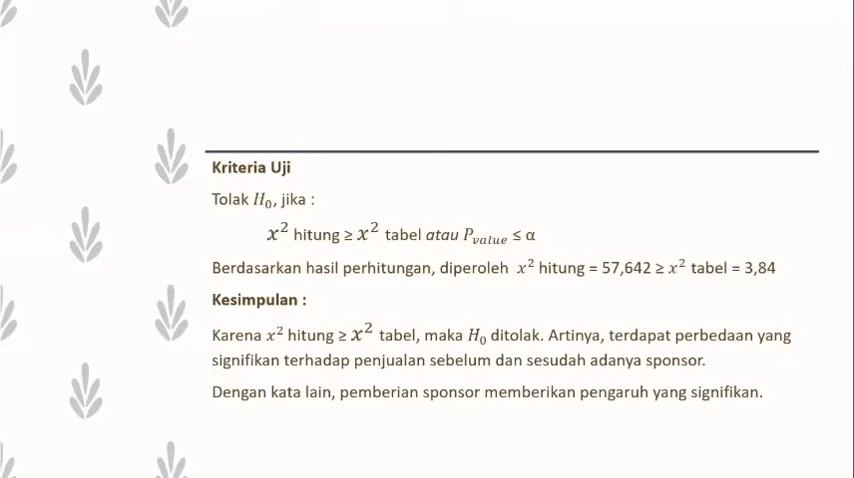 Kriteria Uji
Tolak H₀, jika :
x² hitung ≥ x² tabel atau Pᵥₐₗᵤₑ ≤ α
Berdasarkan hasil perhitungan, diperoleh x² hitung = 57,642 ≥ x² tabel = 3,84
Kesimpulan :
Karena x² hitung ≥ x² tabel, maka H₀ ditolak. Artinya, terdapat perbedaan yang
signifikan terhadap penjualan sebelum dan sesudah adanya sponsor.
Dengan kata lain, pemberian sponsor memberikan pengaruh yang signifikan.